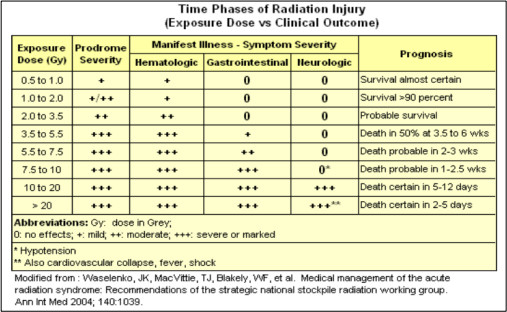 Time Phases of Radiation Injury
(Exposure Dose vs Clinical Outcome)
Exposure Dose (Gy) Prodrome Severity Manifest Illness - Symptom Severity Prognosis
Hematologic Gastrointestinal Neurologic
0.5 to 1.0 + + 0 0 Survival almost certain
1.0 to 2.0 +/++ + 0 0 Survival >90 percent
2.0 to 3.5 ++ ++ 0 0 Probable survival
3.5 to 5.5 +++ +++ + 0 Death in 50% at 3.5 to 6 wks
5.5 to 7.5 +++ +++ ++ 0 Death probable in 2-3 wks
7.5 to 10 +++ +++ +++ 0* Death probable in 1-2.5 wks
10 to 20 +++ +++ +++ +++ Death certain in 5-12 days
> 20 +++ +++ +++ +++** Death certain in 2-5 days
Abbreviations: Gy: dose in Grey;
0: no effects; +: mild; ++: moderate; +++: severe or marked
* Hypotension
** Also cardiovascular collapse, fever, shock
Modified from : Waselenko, JK, MacVittie, TJ, Blakely, WF, et al. Medical management of the acute
radiation syndrome: Recommendations of the strategic national stockpile radiation working group.
Ann Int Med 2004; 140:1039.